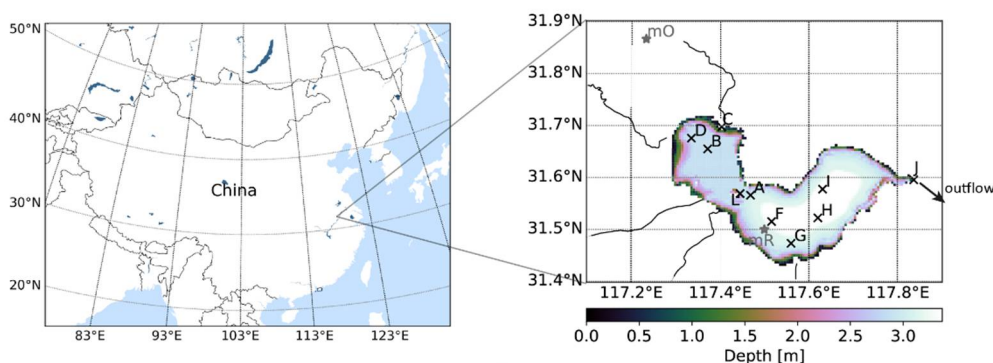 50°N
40°N
30°N
20°N
China
83°E
93°E
103°E
113°E
123°E
31.9°N
31.8°N
31.7°N
31.6°N
31.5°N
31.4°N
mO
C
D
B
J
L
A
I
F
H
mR
G
outflow
117.2°E
117.4°E
117.6°E
117.8°E
0.0
0.5
1.0
1.5
2.0
2.5
3.0
Depth [m]